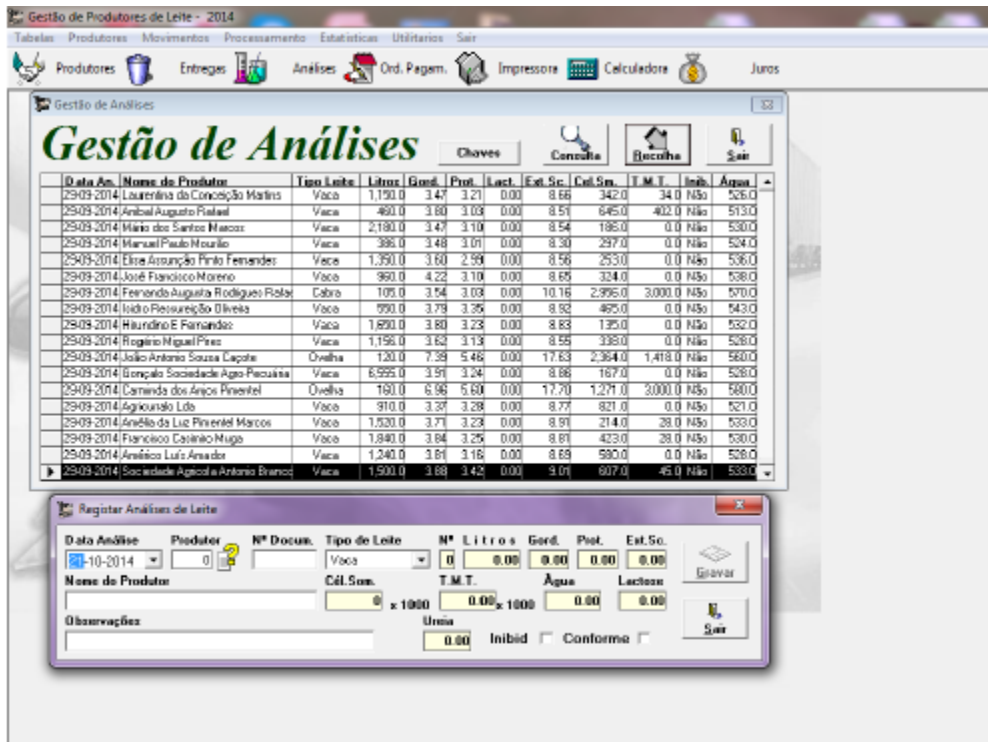 Gestão de Produtores de Leite - 2014
Tabelas Produtores Movimentos Processamento Estatísticas Utilitarios Sair
Produtores Entregas Análises Ord. Pagam. Impressora Calculadora Juros
Gestão de Análises
Gestão de Análises Chaves Consulta Recolha Sair
Data An. Nome do Produtor Tipo Leite Litros Gord. Prot. Lact. Ext.Sc. Cel.Sm. T.M.T. Inib. Água
29-09-2014 Laurentina da Conceição Martins Vaca 1,150.0 3.47 3.21 0.00 8.66 342.0 34.0 Não 526.0
29-09-2014 Anibal Augusto Rafael Vaca 460.0 3.80 3.03 0.00 8.51 645.0 402.0 Não 513.0
29-09-2014 Mário dos Santos Marcos Vaca 2,180.0 3.47 3.10 0.00 8.54 186.0 0.0 Não 530.0
29-09-2014 Manuel Paulo Mourão Vaca 386.0 3.48 3.01 0.00 8.30 297.0 0.0 Não 524.0
29-09-2014 Elisa Assunção Pinto Fernandes Vaca 1,350.0 3.60 2.99 0.00 8.56 253.0 0.0 Não 536.0
29-09-2014 José Francisco Moreno Vaca 960.0 4.22 3.10 0.00 8.65 324.0 0.0 Não 538.0
29-09-2014 Fernanda Augusta Rodrigues Rafae Cabra 105.0 3.54 3.03 0.00 10.16 2,956.0 3,000.0 Não 570.0
29-09-2014 Isidro Ressureição Oliveira Vaca 550.0 3.79 3.35 0.00 8.92 465.0 0.0 Não 543.0
29-09-2014 Hirundino E Fernandes Vaca 1,650.0 3.80 3.23 0.00 8.83 135.0 0.0 Não 532.0
29-09-2014 Rogério Miguel Pires Vaca 1,156.0 3.62 3.13 0.00 8.55 338.0 0.0 Não 528.0
29-09-2014 João Antonio Sousa Caçote Ovelha 120.0 7.39 5.46 0.00 17.63 2,364.0 1,418.0 Não 560.0
29-09-2014 Gonçalo Sociedade Agro-Pecuária Vaca 6,555.0 3.91 3.24 0.00 8.86 167.0 0.0 Não 528.0
29-09-2014 Carminda dos Anjos Pimentel Ovelha 160.0 6.96 5.60 0.00 17.70 1,271.0 3,000.0 Não 580.0
29-09-2014 Lda Vaca 910.0 3.37 3.28 0.00 8.77 821.0 0.0 Não 521.0
29-09-2014 Amélia da Luz Pimentel Marcos Vaca 1,520.0 3.71 3.23 0.00 8.91 214.0 28.0 Não 533.0
29-09-2014 Francisco Casimiro Muga Vaca 1,840.0 3.84 3.25 0.00 8.81 423.0 28.0 Não 530.0
29-09-2014 Américo Luís Amador Vaca 1,240.0 3.81 3.16 0.00 8.69 580.0 0.0 Não 528.0
29-09-2014 Sociedade Agricola Antonio Branco Vaca 1,500.0 3.88 3.42 0.00 9.01 607.0 45.0 Não 533.0
Registar Análises de Leite
Data Análise Produtor Nº Docum. Tipo de Leite Nº Litros Gord. Prot. Ext.Sc.
21-10-2014 0 Vaca 0 0.00 0.00 0.00 0.00 Gravar
Nome do Produtor Cél.Som. T.M.T. Água Lactose
0 x 1000 0.00 x 1000 0.00 0.00
Observações Ureia Sair
0.00 Inibid Conforme